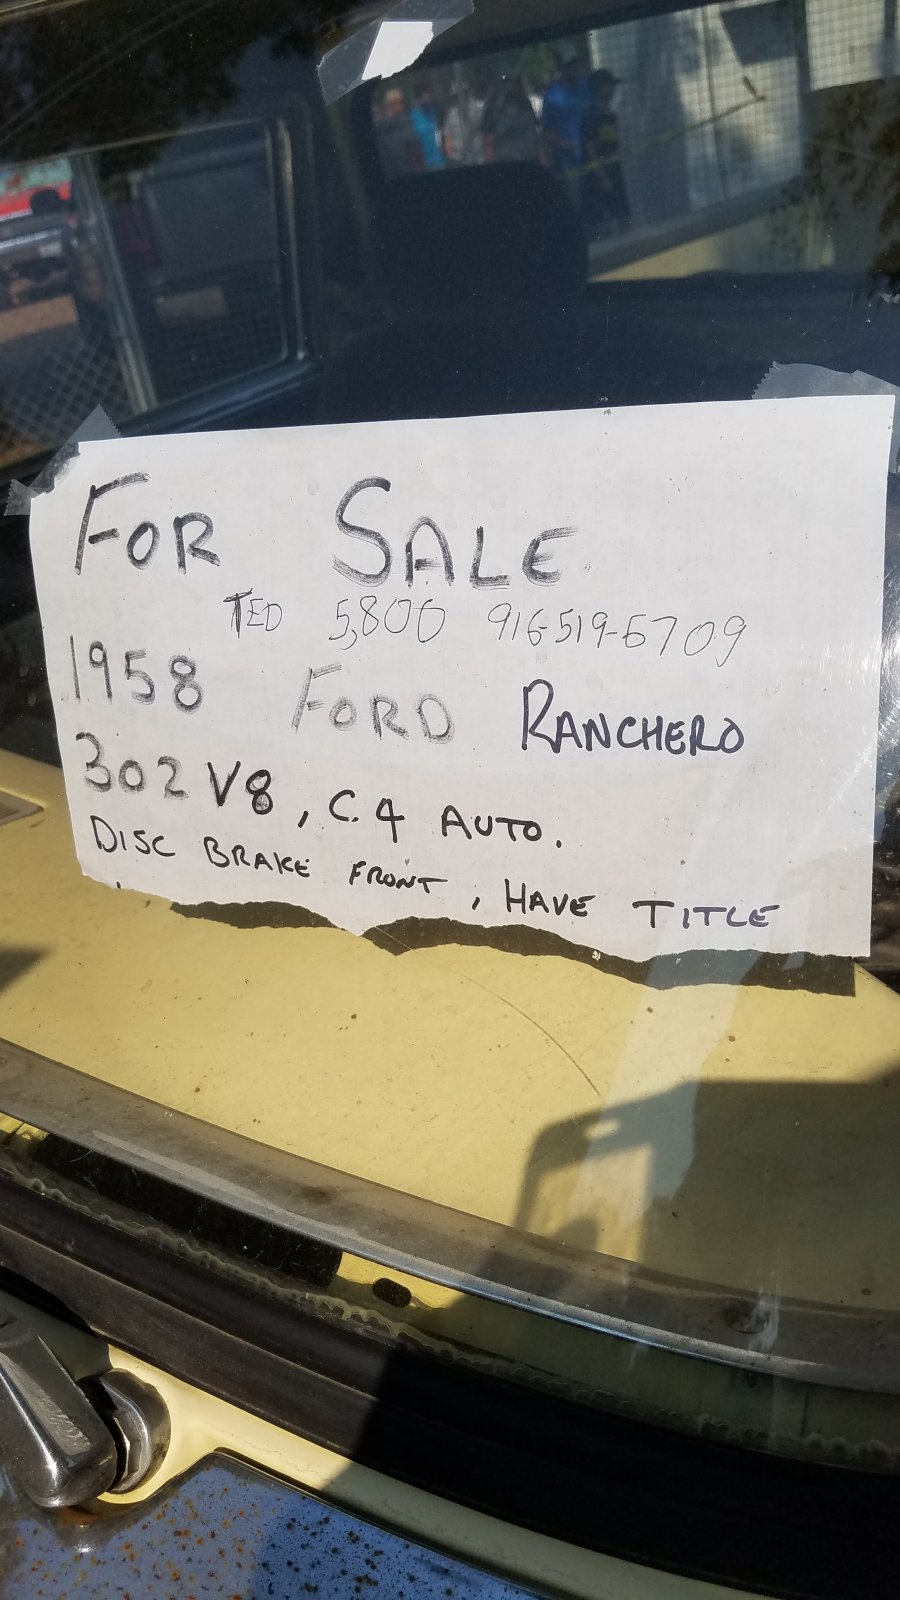 FOR SALE
TED 5,800 916-519-6709
1958 FORD RANCHERO
302 V8, C.4 AUTO.
DISC BRAKE FRONT, HAVE TITLE